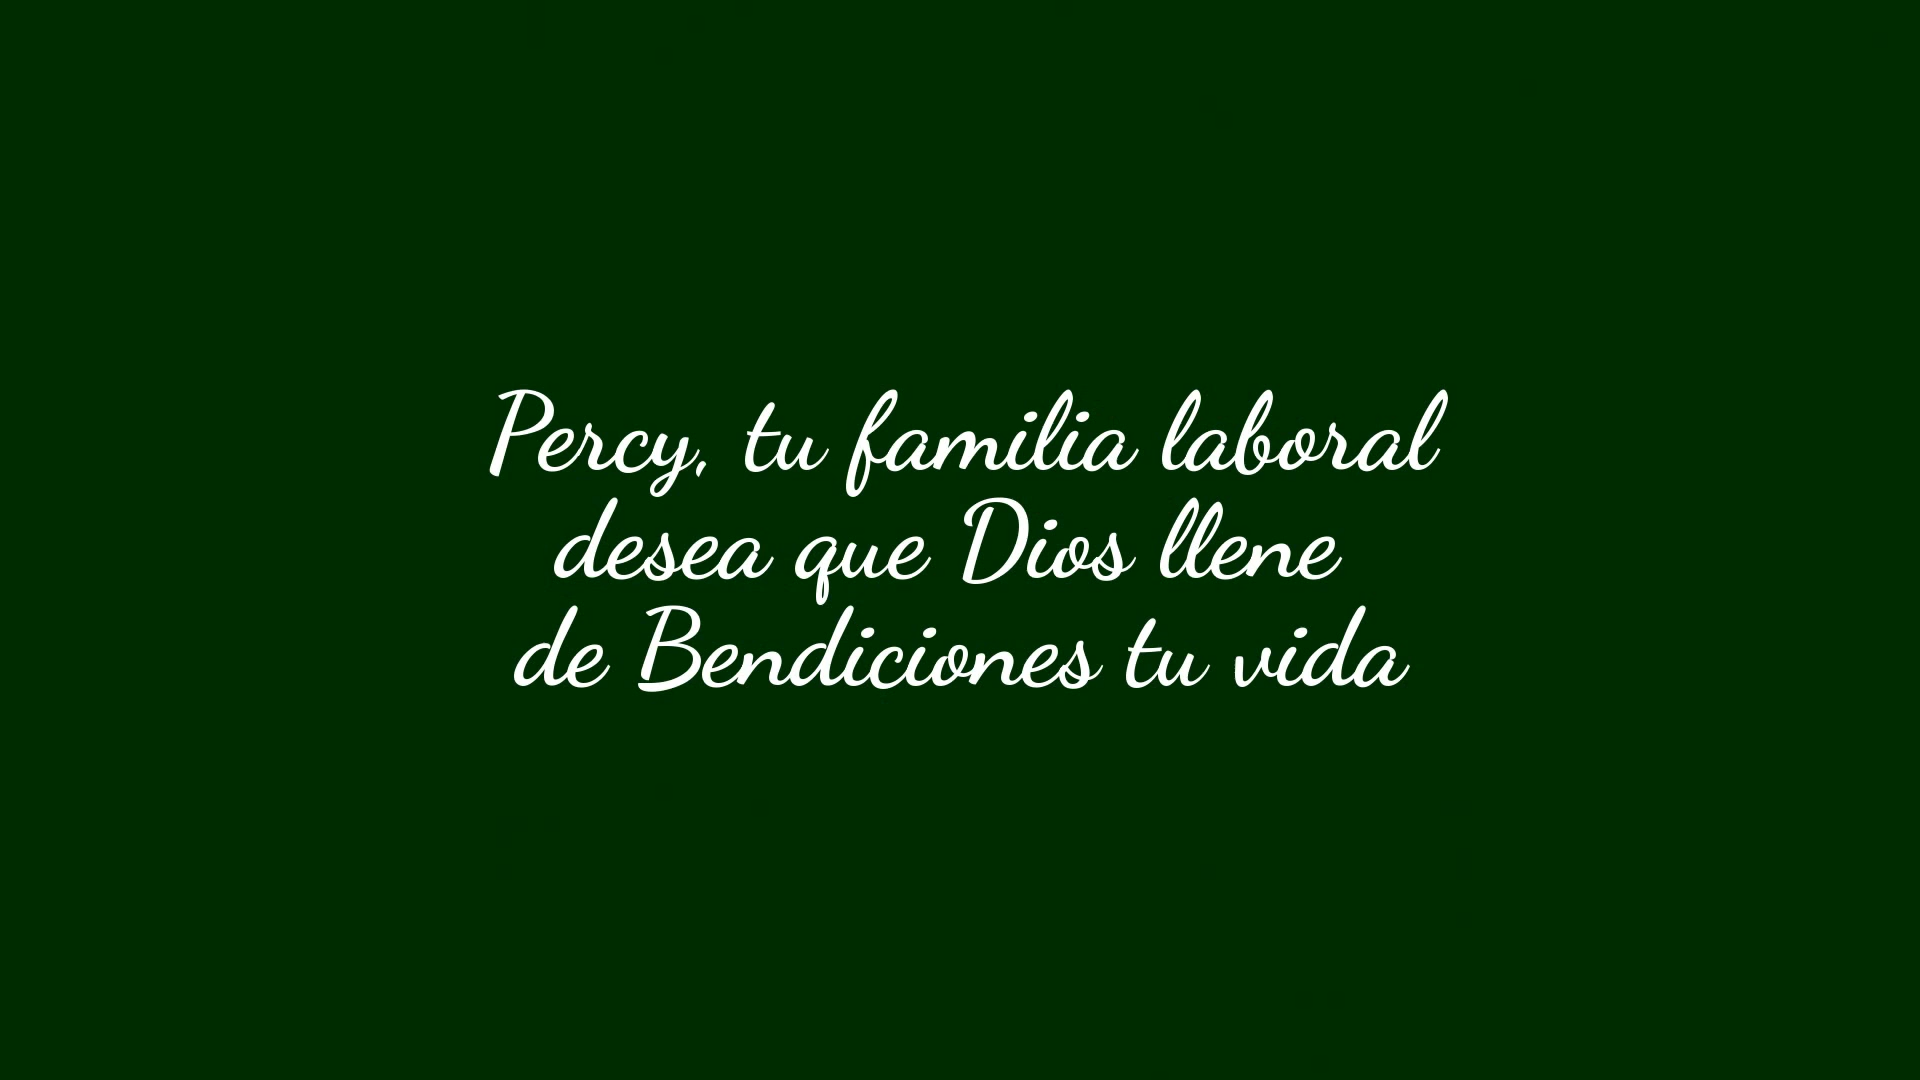 Percy, tu familia laboral
desea que Dios llene
de Bendiciones tu vida